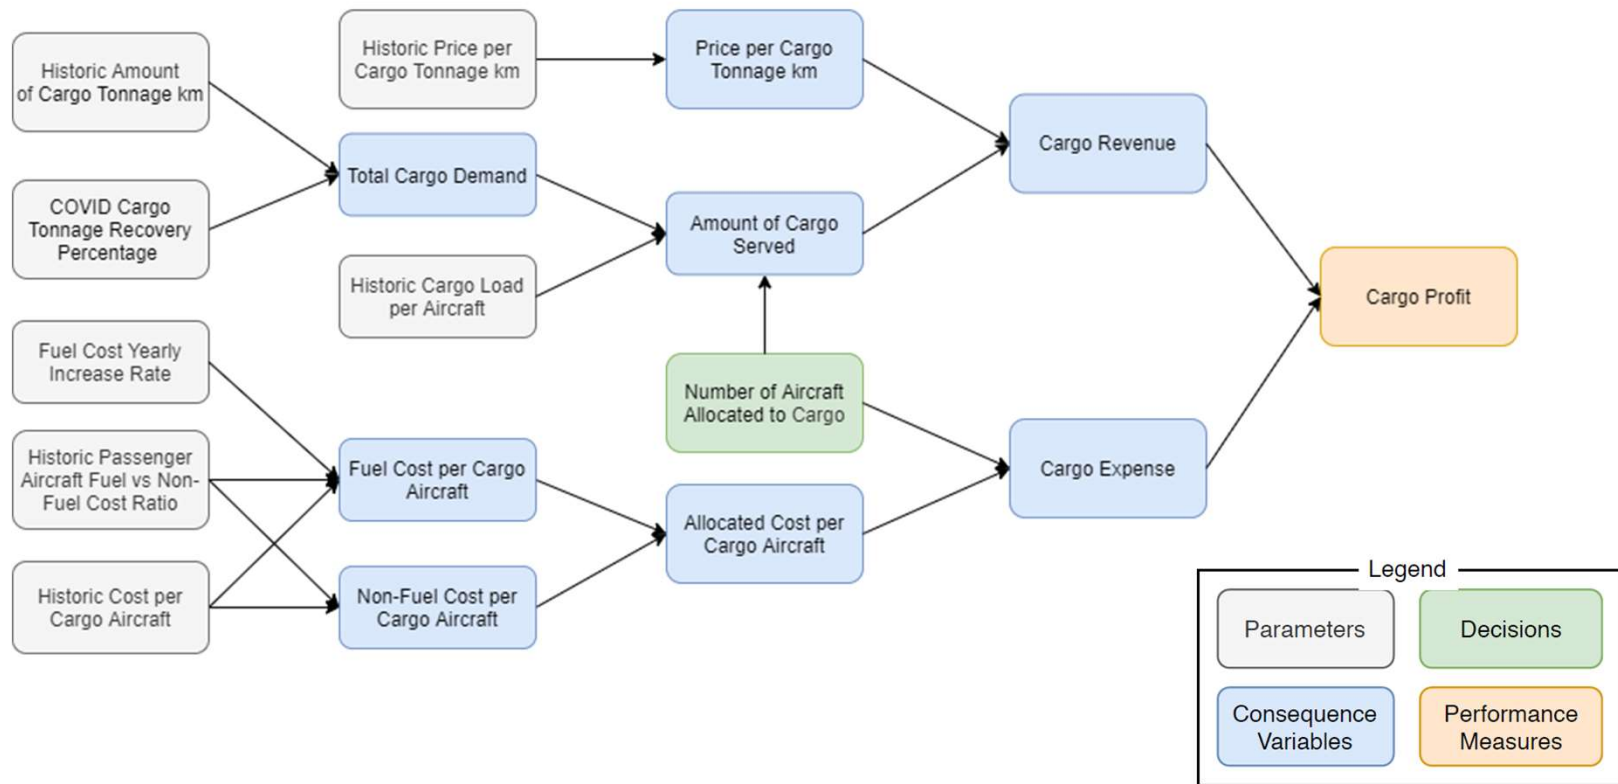 Historic Amount
of Cargo Tonnage km
Historic Price per
Cargo Tonnage km
Price per Cargo
Tonnage km
Cargo Revenue
Total Cargo Demand
COVID Cargo
Tonnage Recovery
Percentage
Amount of Cargo
Served
Historic Cargo Load
per Aircraft
Cargo Profit
Fuel Cost Yearly
Increase Rate
Number of Aircraft
Allocated to Cargo
Historic Passenger
Aircraft Fuel vs Non-
Fuel Cost Ratio
Fuel Cost per Cargo
Aircraft
Cargo Expense
Allocated Cost per
Cargo Aircraft
Historic Cost per
Cargo Aircraft
Non-Fuel Cost per
Cargo Aircraft
Legend
Parameters
Decisions
Consequence
Variables
Performance
Measures